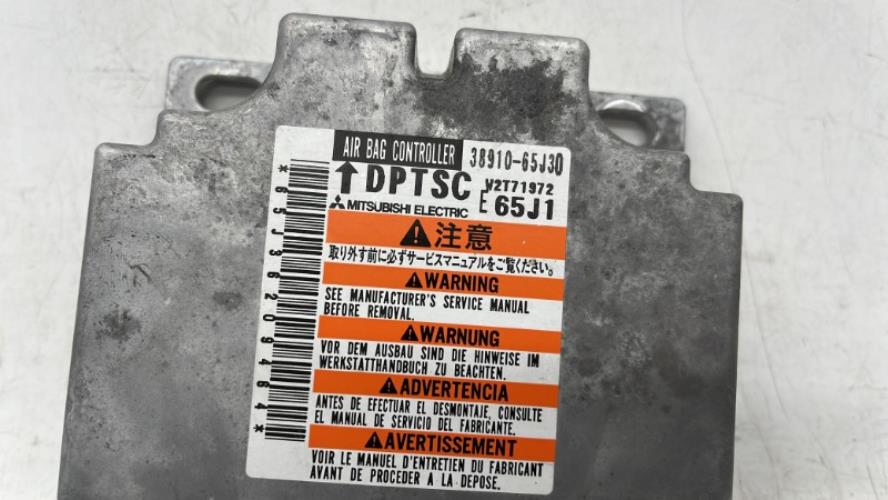 AIR BAG CONTROLLER 38910-65J30
↑DPTSC V2T71972
MITSUBISHI ELECTRIC E 65J1
⚠注意
取り外す前に必ずサービスマニュアルをご覧ください。
⚠WARNING
SEE MANUFACTURER'S SERVICE MANUAL
BEFORE REMOVAL.
⚠WARNUNG
VOR DEM AUSBAU SIND DIE HINWEISE IM
WERKSTATTHANDBUCH ZU BEACHTEN.
⚠ADVERTENCIA
ANTES DE EFECTUAR EL DESMONTAJE, CONSULTE
EL MANUAL DE SERVICIO DEL FABRICANTE.
⚠AVERTISSEMENT
VOIR LE MANUEL D'ENTRETIEN DU FABRICANT
AVANT DE PROCEDER A LA DEPOSE.
*65J36209464*